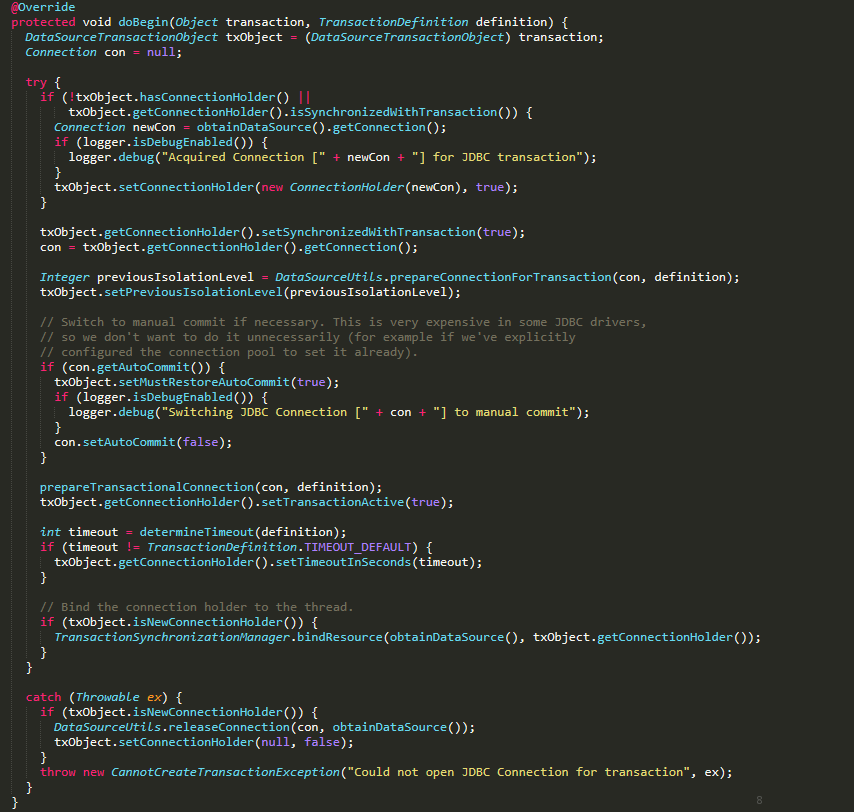 @Override
protected void doBegin(Object transaction, TransactionDefinition definition) {
  DataSourceTransactionObject txObject = (DataSourceTransactionObject) transaction;
  Connection con = null;

  try {
    if (!txObject.hasConnectionHolder() ||
        txObject.getConnectionHolder().isSynchronizedWithTransaction()) {
      Connection newCon = obtainDataSource().getConnection();
      if (logger.isDebugEnabled()) {
        logger.debug("Acquired Connection [" + newCon + "] for JDBC transaction");
      }
      txObject.setConnectionHolder(new ConnectionHolder(newCon), true);
    }

    txObject.getConnectionHolder().setSynchronizedWithTransaction(true);
    con = txObject.getConnectionHolder().getConnection();

    Integer previousIsolationLevel = DataSourceUtils.prepareConnectionForTransaction(con, definition);
    txObject.setPreviousIsolationLevel(previousIsolationLevel);

    // Switch to manual commit if necessary. This is very expensive in some JDBC drivers,
    // so we don't want to do it unnecessarily (for example if we've explicitly
    // configured the connection pool to set it already).
    if (con.getAutoCommit()) {
      txObject.setMustRestoreAutoCommit(true);
      if (logger.isDebugEnabled()) {
        logger.debug("Switching JDBC Connection [" + con + "] to manual commit");
      }
      con.setAutoCommit(false);
    }

    prepareTransactionalConnection(con, definition);
    txObject.getConnectionHolder().setTransactionActive(true);

    int timeout = determineTimeout(definition);
    if (timeout != TransactionDefinition.TIMEOUT_DEFAULT) {
      txObject.getConnectionHolder().setTimeoutInSeconds(timeout);
    }

    // Bind the connection holder to the thread.
    if (txObject.isNewConnectionHolder()) {
      TransactionSynchronizationManager.bindResource(obtainDataSource(), txObject.getConnectionHolder());
    }
  }

  catch (Throwable ex) {
    if (txObject.isNewConnectionHolder()) {
      DataSourceUtils.releaseConnection(con, obtainDataSource());
      txObject.setConnectionHolder(null, false);
    }
    throw new CannotCreateTransactionException("Could not open JDBC Connection for transaction", ex);
  }
}
8